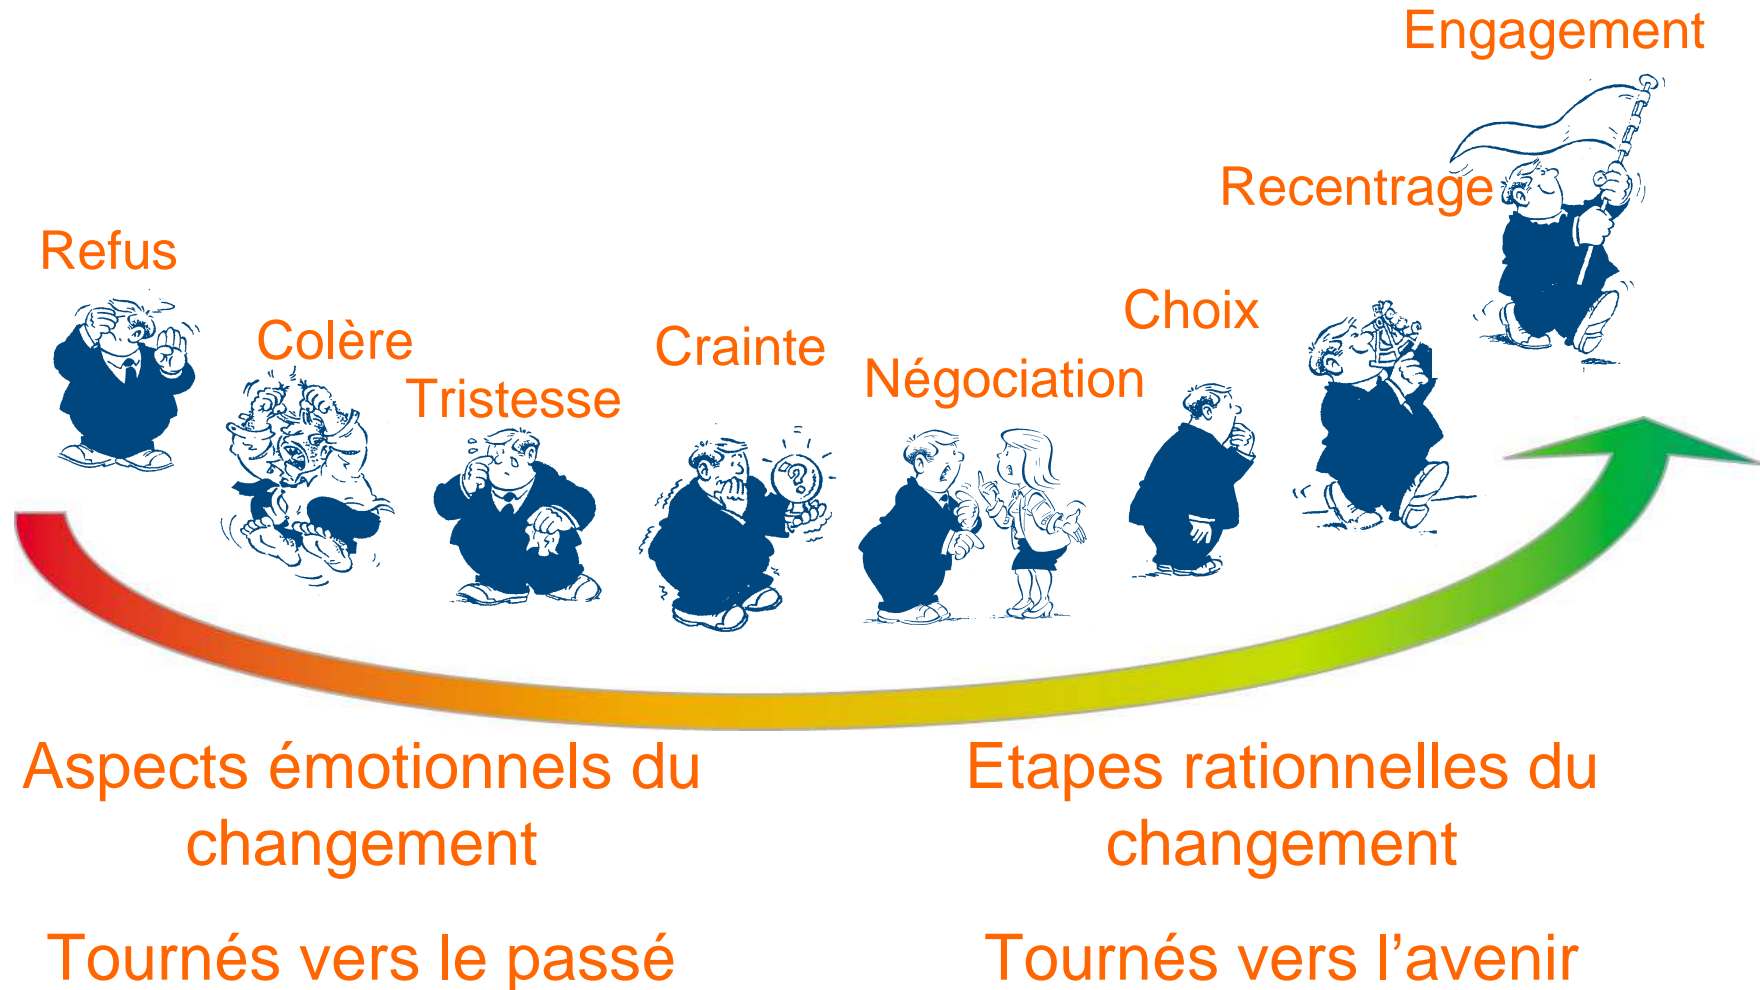 Refus
Colère
Tristesse
Crainte
Négociation
Choix
Recentrage
Engagement
?
Aspects émotionnels du
changement
Tournés vers le passé
Etapes rationnelles du
changement
Tournés vers l’avenir